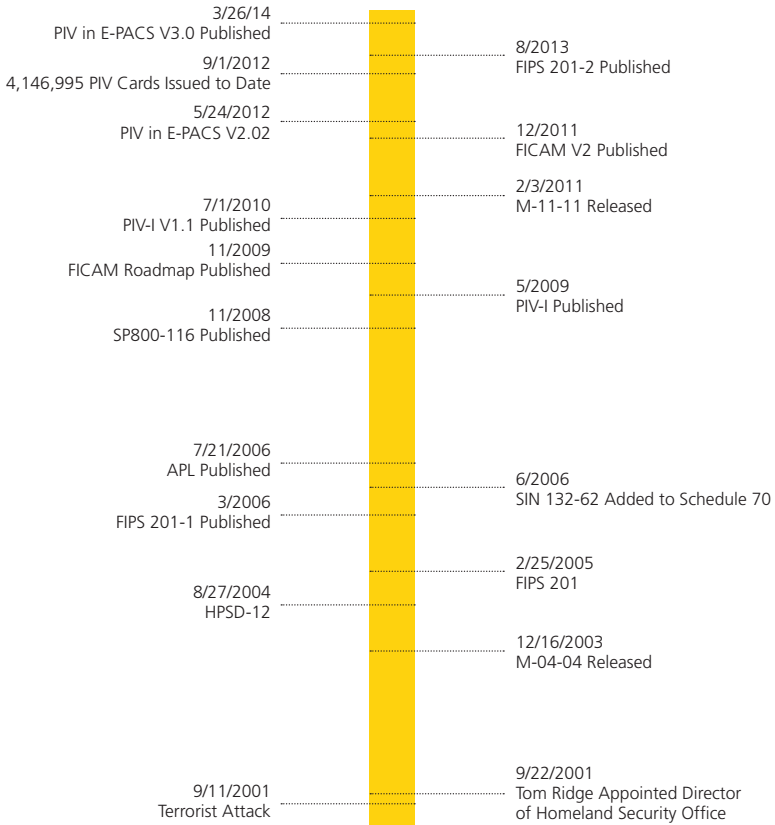 3/26/14
PIV in E-PACS V3.0 Published
8/2013
FIPS 201-2 Published
9/1/2012
4,146,995 PIV Cards Issued to Date
5/24/2012
PIV in E-PACS V2.02
12/2011
FICAM V2 Published
2/3/2011
M-11-11 Released
7/1/2010
PIV-I V1.1 Published
11/2009
FICAM Roadmap Published
5/2009
PIV-I Published
11/2008
SP800-116 Published
7/21/2006
APL Published
6/2006
SIN 132-62 Added to Schedule 70
3/2006
FIPS 201-1 Published
2/25/2005
FIPS 201
8/27/2004
HPSD-12
12/16/2003
M-04-04 Released
9/22/2001
Tom Ridge Appointed Director
of Homeland Security Office
9/11/2001
Terrorist Attack